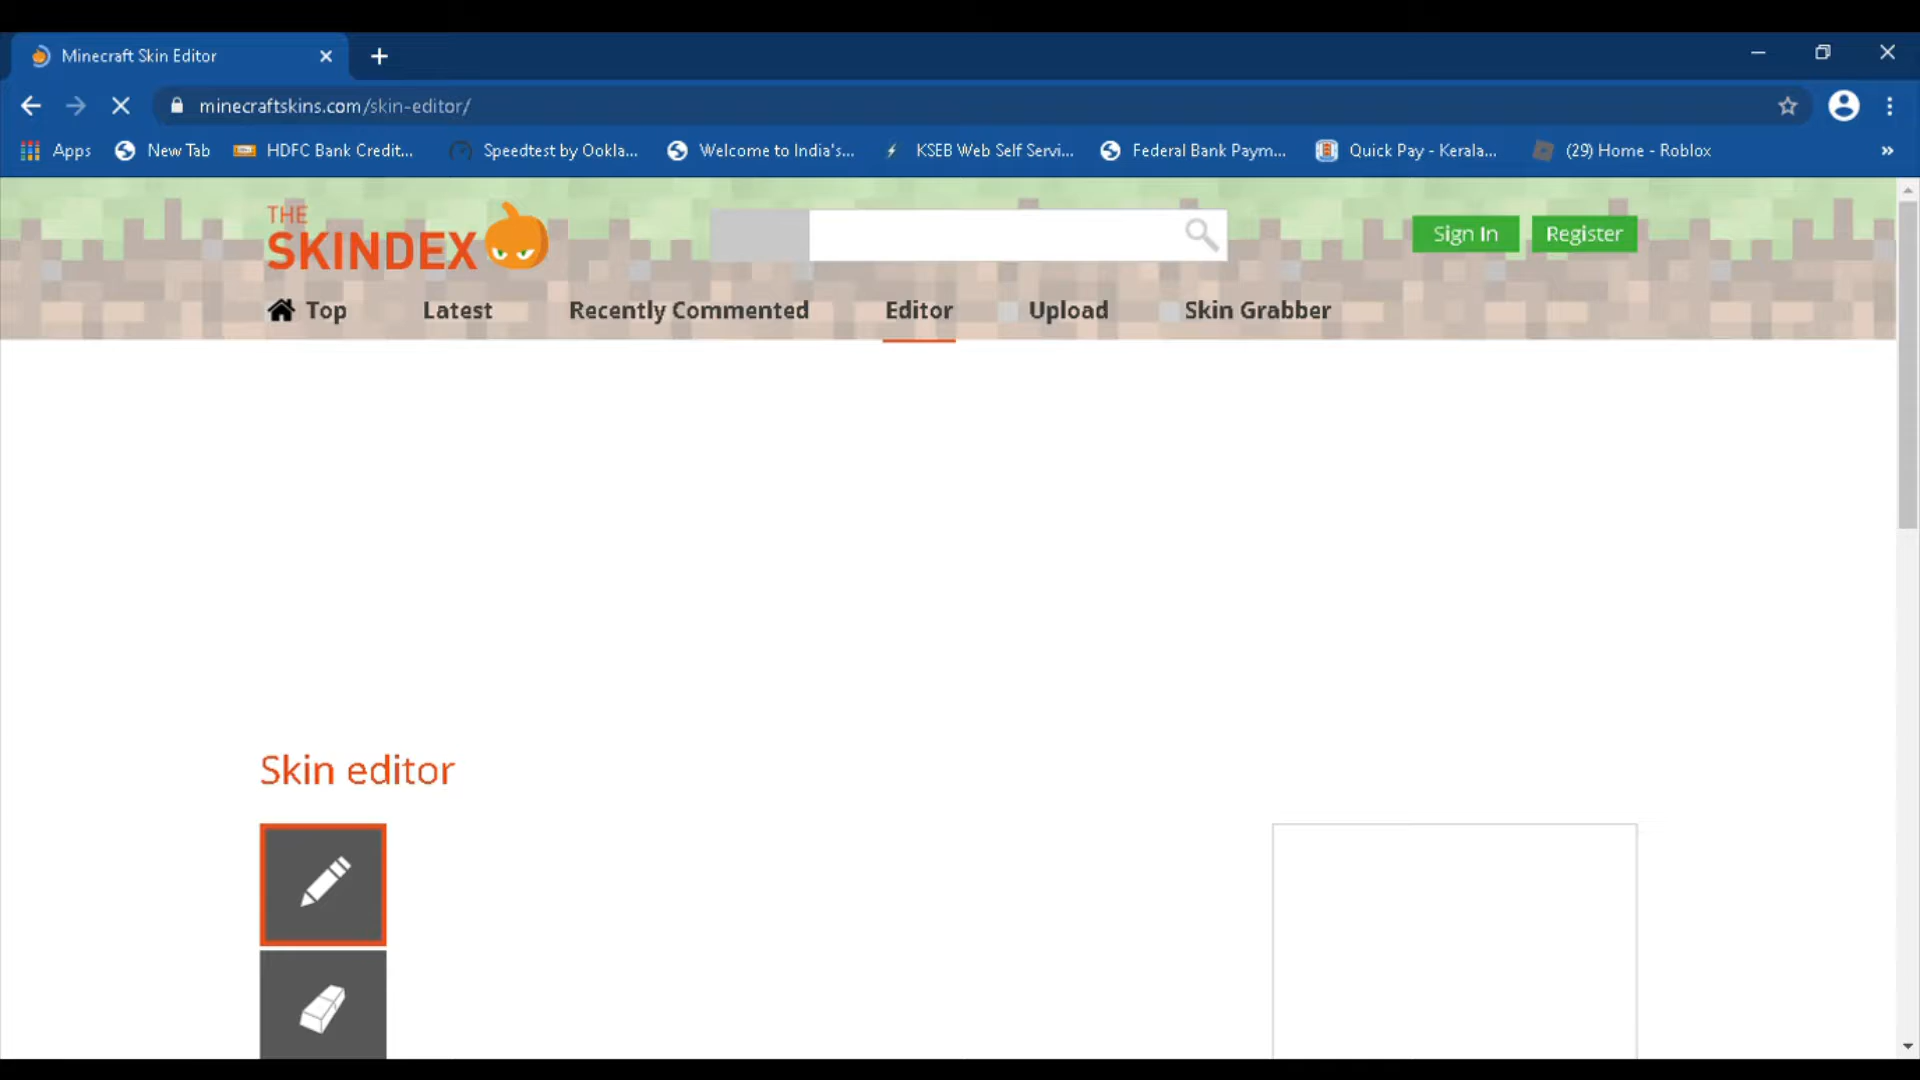 Minecraft Skin Editor
minecraftskins.com/skin-editor/
Apps New Tab HDFC Bank Credit... Speedtest by Ookla... Welcome to India's... KSEB Web Self Servi... Federal Bank Paym... Quick Pay - Kerala... (29) Home - Roblox »
THE
SKINDEX
Sign In Register
Top Latest Recently Commented Editor Upload Skin Grabber
Skin editor